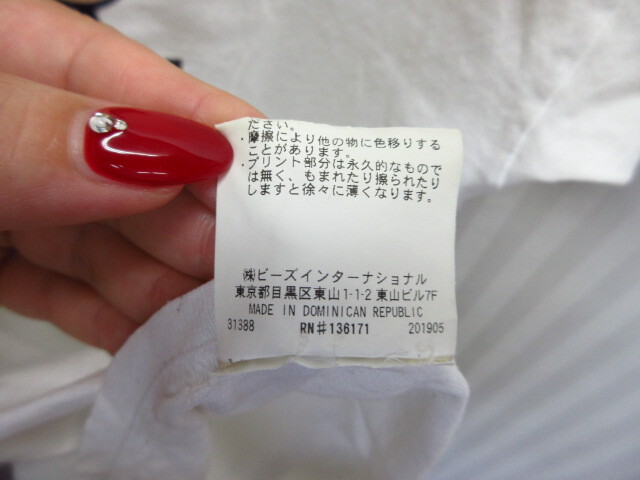 ださい。
・摩擦により他の物に色移りする
ことがあります。
・プリント部分は永久的なもので
は無く、もまれたり擦られたり
しますと徐々に薄くなります。
㈱ビーズインターナショナル
東京都目黒区東山1-1-2 東山ビル7F
MADE IN DOMINICAN REPUBLIC
31388 RN#136171 201905